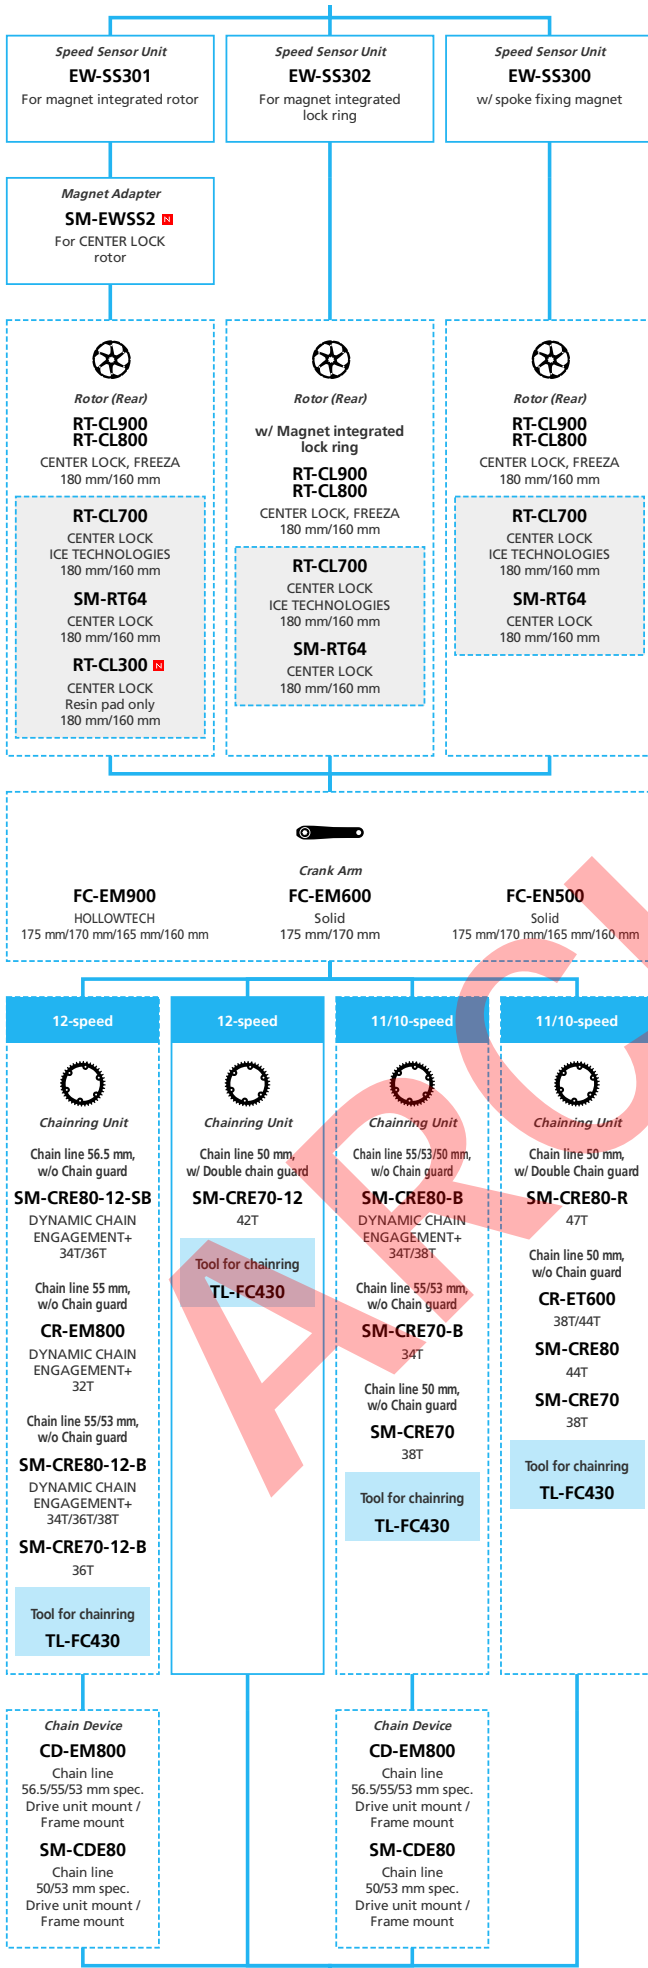 Speed Sensor Unit
EW-SS301
For magnet integrated rotor
Speed Sensor Unit
EW-SS302
For magnet integrated
lock ring
Speed Sensor Unit
EW-SS300
w/ spoke fixing magnet
Magnet Adapter
SM-EWSS2 N
For CENTER LOCK
rotor
Rotor (Rear)
RT-CL900
RT-CL800
CENTER LOCK, FREEZA
180 mm/160 mm
RT-CL700
CENTER LOCK
ICE TECHNOLOGIES
180 mm/160 mm
SM-RT64
CENTER LOCK
180 mm/160 mm
RT-CL300 N
CENTER LOCK
Resin pad only
180 mm/160 mm
Rotor (Rear)
w/ Magnet integrated
lock ring
RT-CL900
RT-CL800
CENTER LOCK, FREEZA
180 mm/160 mm
RT-CL700
CENTER LOCK
ICE TECHNOLOGIES
180 mm/160 mm
SM-RT64
CENTER LOCK
180 mm/160 mm
Rotor (Rear)
RT-CL900
RT-CL800
CENTER LOCK, FREEZA
180 mm/160 mm
RT-CL700
CENTER LOCK
ICE TECHNOLOGIES
180 mm/160 mm
SM-RT64
CENTER LOCK
180 mm/160 mm
Crank Arm
FC-EM900
HOLLOWTECH
175 mm/170 mm/165 mm/160 mm
FC-EM600
Solid
175 mm/170 mm
FC-EN500
Solid
175 mm/170 mm/165 mm/160 mm
12-speed
Chainring Unit
Chain line 56.5 mm,
w/o Chain guard
SM-CRE80-12-SB
DYNAMIC CHAIN
ENGAGEMENT+
34T/36T
Chain line 55 mm,
w/o Chain guard
CR-EM800
DYNAMIC CHAIN
ENGAGEMENT+
32T
Chain line 55/53 mm,
w/o Chain guard
SM-CRE80-12-B
DYNAMIC CHAIN
ENGAGEMENT+
34T/36T/38T
SM-CRE70-12-B
36T
Tool for chainring
TL-FC430
12-speed
Chainring Unit
Chain line 50 mm,
w/ Double chain guard
SM-CRE70-12
42T
Tool for chainring
TL-FC430
11/10-speed
Chainring Unit
Chain line 55/53/50 mm,
w/o Chain guard
SM-CRE80-B
DYNAMIC CHAIN
ENGAGEMENT+
34T/38T
Chain line 55/53 mm,
w/o Chain guard
SM-CRE70-B
34T
Chain line 50 mm,
w/o Chain guard
SM-CRE70
38T
Tool for chainring
TL-FC430
11/10-speed
Chainring Unit
Chain line 50 mm,
w/ Double Chain guard
SM-CRE80-R
47T
Chain line 50 mm,
w/o Chain guard
CR-ET600
38T/44T
SM-CRE80
44T
SM-CRE70
38T
Tool for chainring
TL-FC430
Chain Device
CD-EM800
Chain line
56.5/55/53 mm spec.
Drive unit mount /
Frame mount
SM-CDE80
Chain line
50/53 mm spec.
Drive unit mount /
Frame mount
Chain Device
CD-EM800
Chain line
56.5/55/53 mm spec.
Drive unit mount /
Frame mount
SM-CDE80
Chain line
50/53 mm spec.
Drive unit mount /
Frame mount